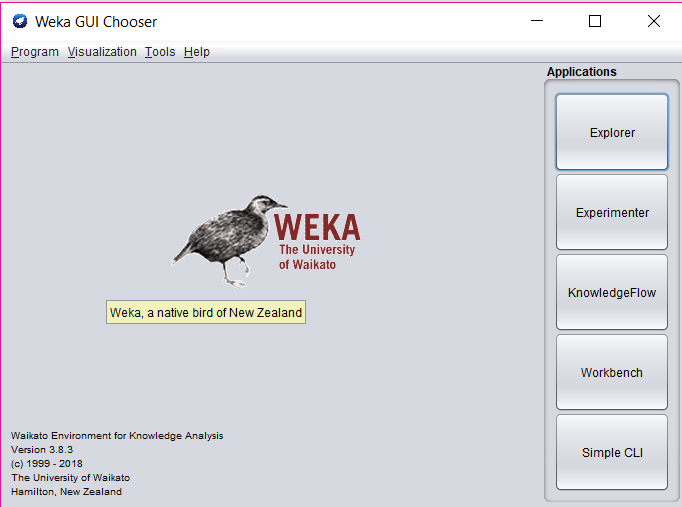 Weka GUI Chooser
Program Visualization Tools Help
Applications
Explorer
Experimenter
KnowledgeFlow
Workbench
Simple CLI
WEKA
The University
of Waikato
Weka, a native bird of New Zealand
Waikato Environment for Knowledge Analysis
Version 3.8.3
(c) 1999 - 2018
The University of Waikato
Hamilton, New Zealand